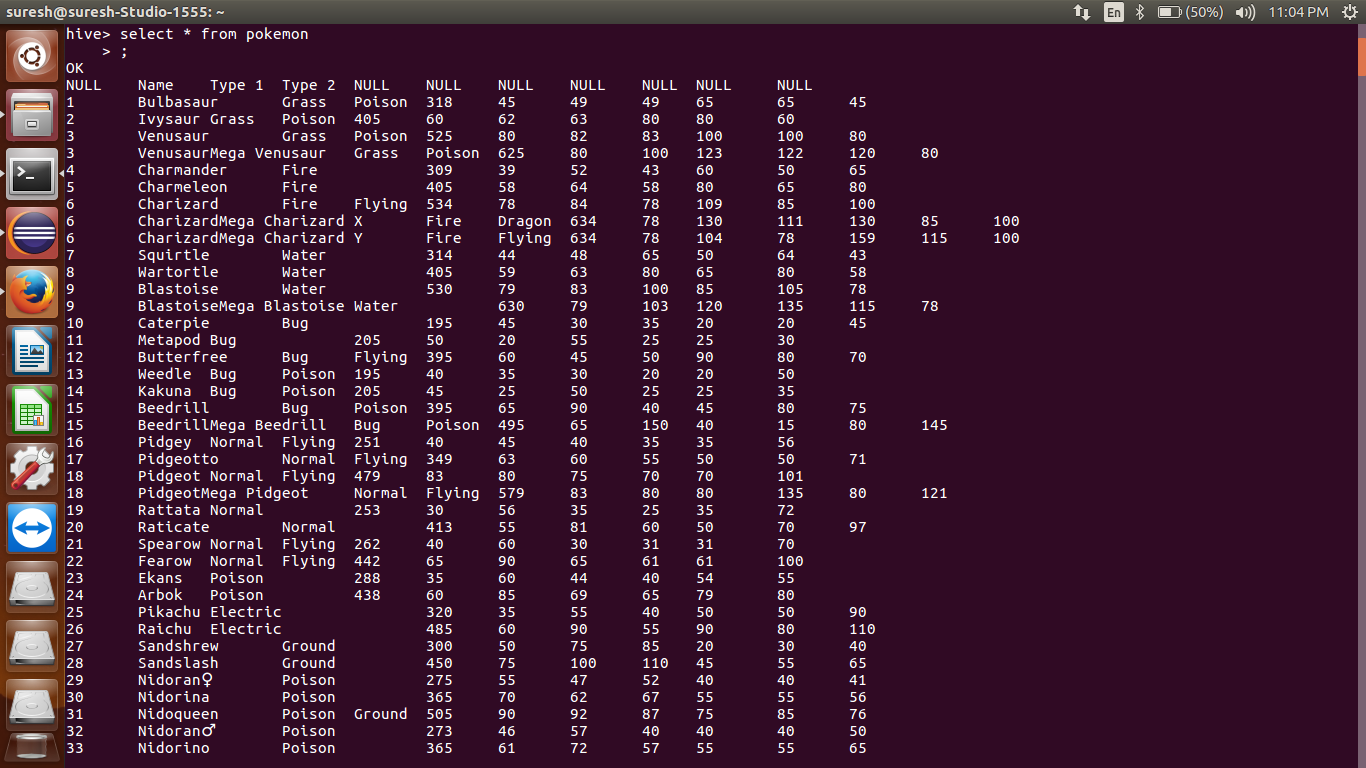 suresh@suresh-Studio-1555: ~ En (50%) 11:04 PM
hive> select * from pokemon
    > ;
OK
NULL Name Type 1 Type 2 NULL NULL NULL NULL NULL NULL NULL
1 Bulbasaur Grass Poison 318 45 49 49 65 65 45
2 Ivysaur Grass Poison 405 60 62 63 80 80 60
3 Venusaur Grass Poison 525 80 82 83 100 100 80
3 VenusaurMega Venusaur Grass Poison 625 80 100 123 122 120 80
4 Charmander Fire 309 39 52 43 60 50 65
5 Charmeleon Fire 405 58 64 58 80 65 80
6 Charizard Fire Flying 534 78 84 78 109 85 100
6 CharizardMega Charizard X Fire Dragon 634 78 130 111 130 85 100
6 CharizardMega Charizard Y Fire Flying 634 78 104 78 159 115 100
7 Squirtle Water 314 44 48 65 50 64 43
8 Wartortle Water 405 59 63 80 65 80 58
9 Blastoise Water 530 79 83 100 85 105 78
9 BlastoiseMega Blastoise Water 630 79 103 120 135 115 78
10 Caterpie Bug 195 45 30 35 20 20 45
11 Metapod Bug 205 50 20 55 25 25 30
12 Butterfree Bug Flying 395 60 45 50 90 80 70
13 Weedle Bug Poison 195 40 35 30 20 20 50
14 Kakuna Bug Poison 205 45 25 50 25 25 35
15 Beedrill Bug Poison 395 65 90 40 45 80 75
15 BeedrillMega Beedrill Bug Poison 495 65 150 40 15 80 145
16 Pidgey Normal Flying 251 40 45 40 35 35 56
17 Pidgeotto Normal Flying 349 63 60 55 50 50 71
18 Pidgeot Normal Flying 479 83 80 75 70 70 101
18 PidgeotMega Pidgeot Normal Flying 579 83 80 80 135 80 121
19 Rattata Normal 253 30 56 35 25 35 72
20 Raticate Normal 413 55 81 60 50 70 97
21 Spearow Normal Flying 262 40 60 30 31 31 70
22 Fearow Normal Flying 442 65 90 65 61 61 100
23 Ekans Poison 288 35 60 44 40 54 55
24 Arbok Poison 438 60 85 69 65 79 80
25 Pikachu Electric 320 35 55 40 50 50 90
26 Raichu Electric 485 60 90 55 90 80 110
27 Sandshrew Ground 300 50 75 85 20 30 40
28 Sandslash Ground 450 75 100 110 45 55 65
29 Nidoran♀ Poison 275 55 47 52 40 40 41
30 Nidorina Poison 365 70 62 67 55 55 56
31 Nidoqueen Poison Ground 505 90 92 87 75 85 76
32 Nidoran♂ Poison 273 46 57 40 40 40 50
33 Nidorino Poison 365 61 72 57 55 55 65